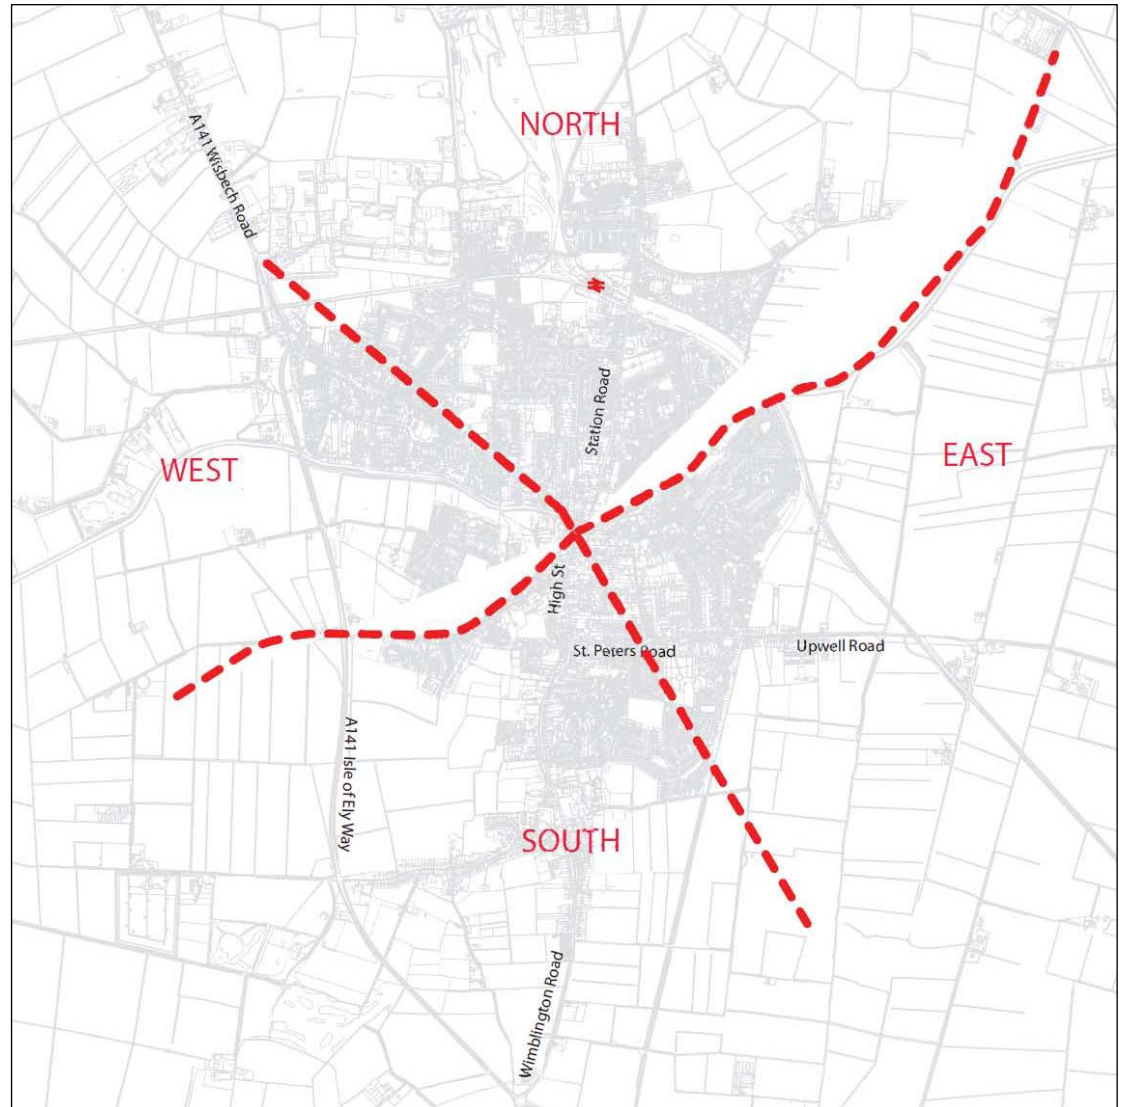 NORTH
A141 Wisbech Road
Station Road
WEST
EAST
High St
St. Peters Road
Upwell Road
A141 Isle of Ely Way
SOUTH
Wimblington Road